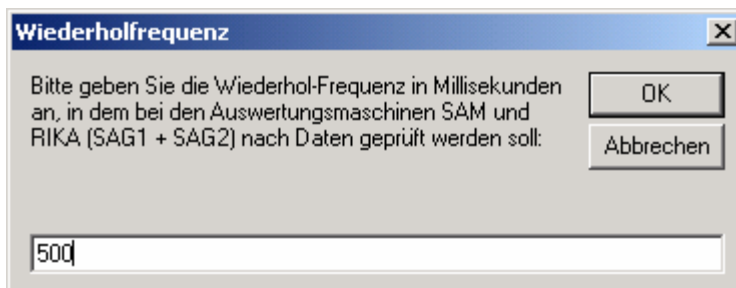 Wiederholfrequenz
Bitte geben Sie die Wiederhol-Frequenz in Millisekunden
an, in dem bei den Auswertungsmaschinen SAM und
RIKA (SAG1 + SAG2) nach Daten geprüft werden soll:
OK
Abbrechen
500